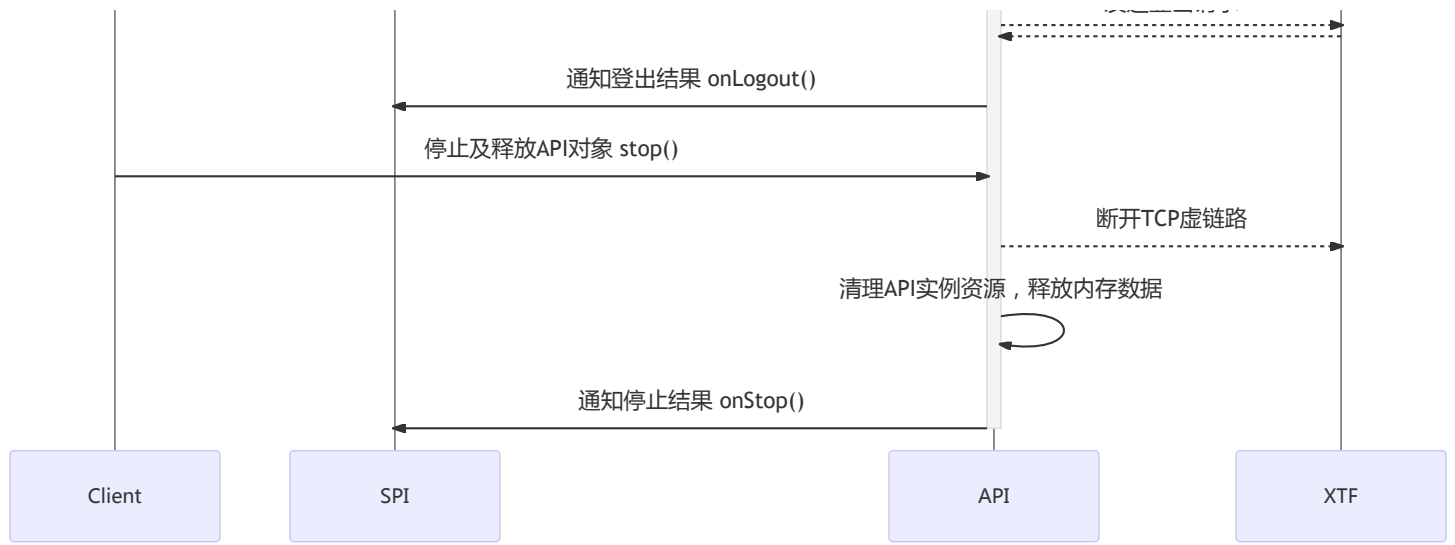 通知登出结果 onLogout()
停止及释放API对象 stop()
断开TCP虚链路
清理API实例资源，释放内存数据
通知停止结果 onStop()
Client
SPI
API
XTF